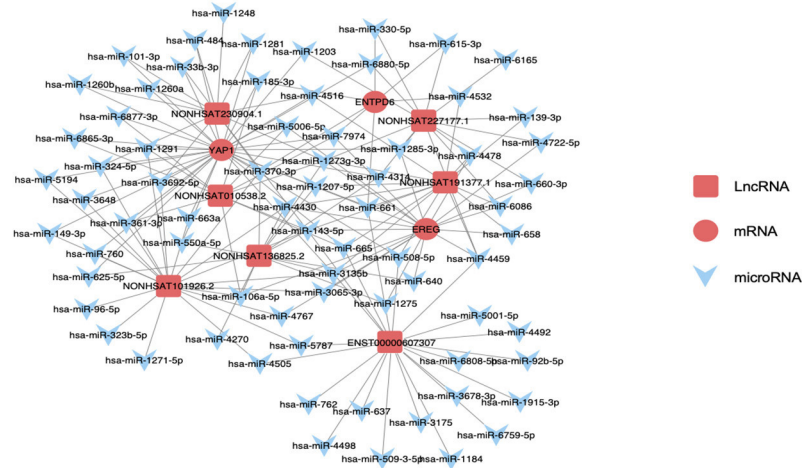 hsa-miR-1248
hsa-miR-484
hsa-miR-1281
hsa-miR-1203
hsa-miR-330-5p
hsa-miR-615-3p
hsa-miR-101-3p
hsa-miR-33b-3p
hsa-miR-6880-5p
hsa-miR-6165
hsa-miR-1260b
hsa-miR-1260a
hsa-miR-185-3p
hsa-miR-4516
ENTPD6
hsa-miR-4532
hsa-miR-6877-3p
NONHSAT230904.1
NONHSAT227177.1
hsa-miR-139-3p
hsa-miR-5006-5p
hsa-miR-7974
hsa-miR-6865-3p
hsa-miR-1291
YAP1
hsa-miR-1285-3p
hsa-miR-4722-5p
hsa-miR-324-5p
hsa-miR-370-3p
hsa-miR-1273g-3p
hsa-miR-4478
hsa-miR-5194
hsa-miR-3692-5p
hsa-miR-1207-5p
hsa-miR-4314
NONHSAT191377.1
hsa-miR-660-3p
LncRNA
hsa-miR-3648
NONHSAT010538.2
hsa-miR-4430
hsa-miR-661
hsa-miR-6086
hsa-miR-663a
hsa-miR-361-3p
hsa-miR-149-3p
hsa-miR-143-5p
EREG
hsa-miR-658
mRNA
hsa-miR-550a-5p
hsa-miR-760
NONHSAT136825.2
hsa-miR-665
hsa-miR-508-5p
hsa-miR-4459
hsa-miR-625-5p
NONHSAT101926.2
hsa-miR-3135b
hsa-miR-640
microRNA
hsa-miR-106a-5p
hsa-miR-3065-3p
hsa-miR-96-5p
hsa-miR-4767
hsa-miR-1275
hsa-miR-5001-5p
hsa-miR-323b-5p
hsa-miR-4270
hsa-miR-5787
ENST00000607307
hsa-miR-4492
hsa-miR-1271-5p
hsa-miR-4505
hsa-miR-6808-5p
hsa-miR-92b-5p
hsa-miR-762
hsa-miR-637
hsa-miR-3678-3p
hsa-miR-1915-3p
hsa-miR-3175
hsa-miR-6759-5p
hsa-miR-4498
hsa-miR-509-3-5p
hsa-miR-1184